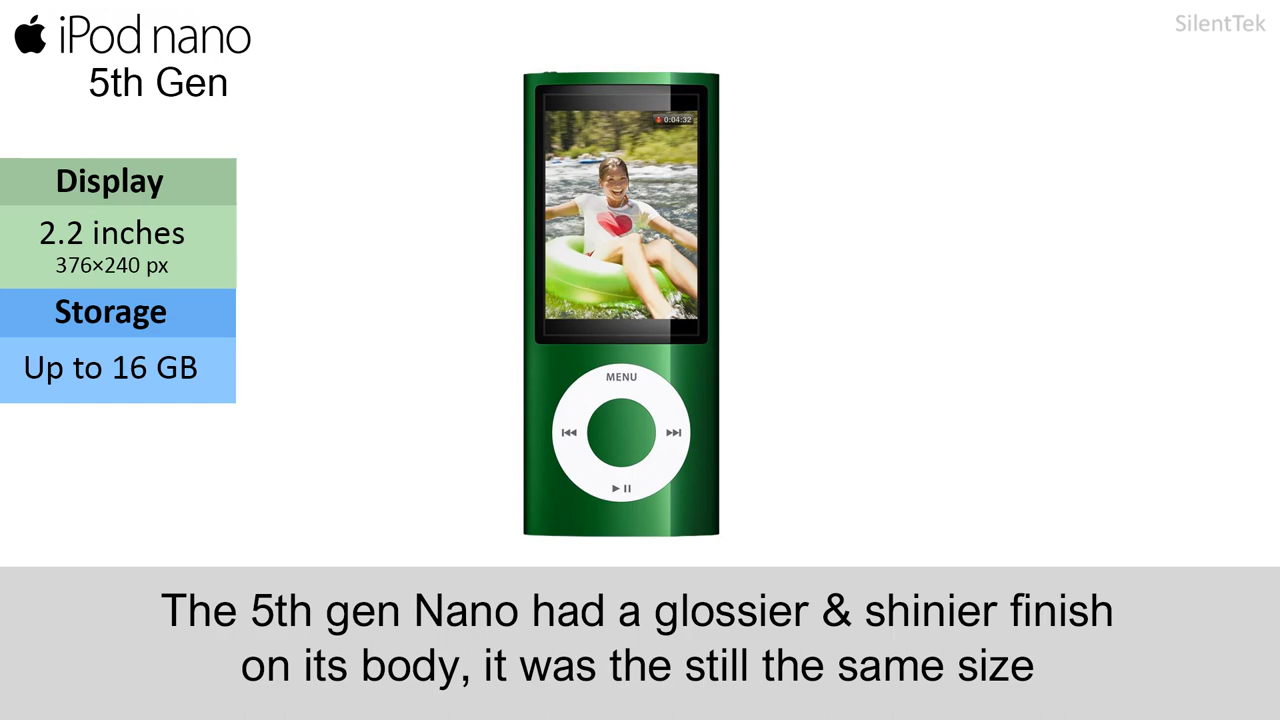 iPod nano
5th Gen
SilentTek
Display
2.2 inches
376×240 px
Storage
Up to 16 GB
0:04:32
MENU
The 5th gen Nano had a glossier & shinier finish
on its body, it was the still the same size